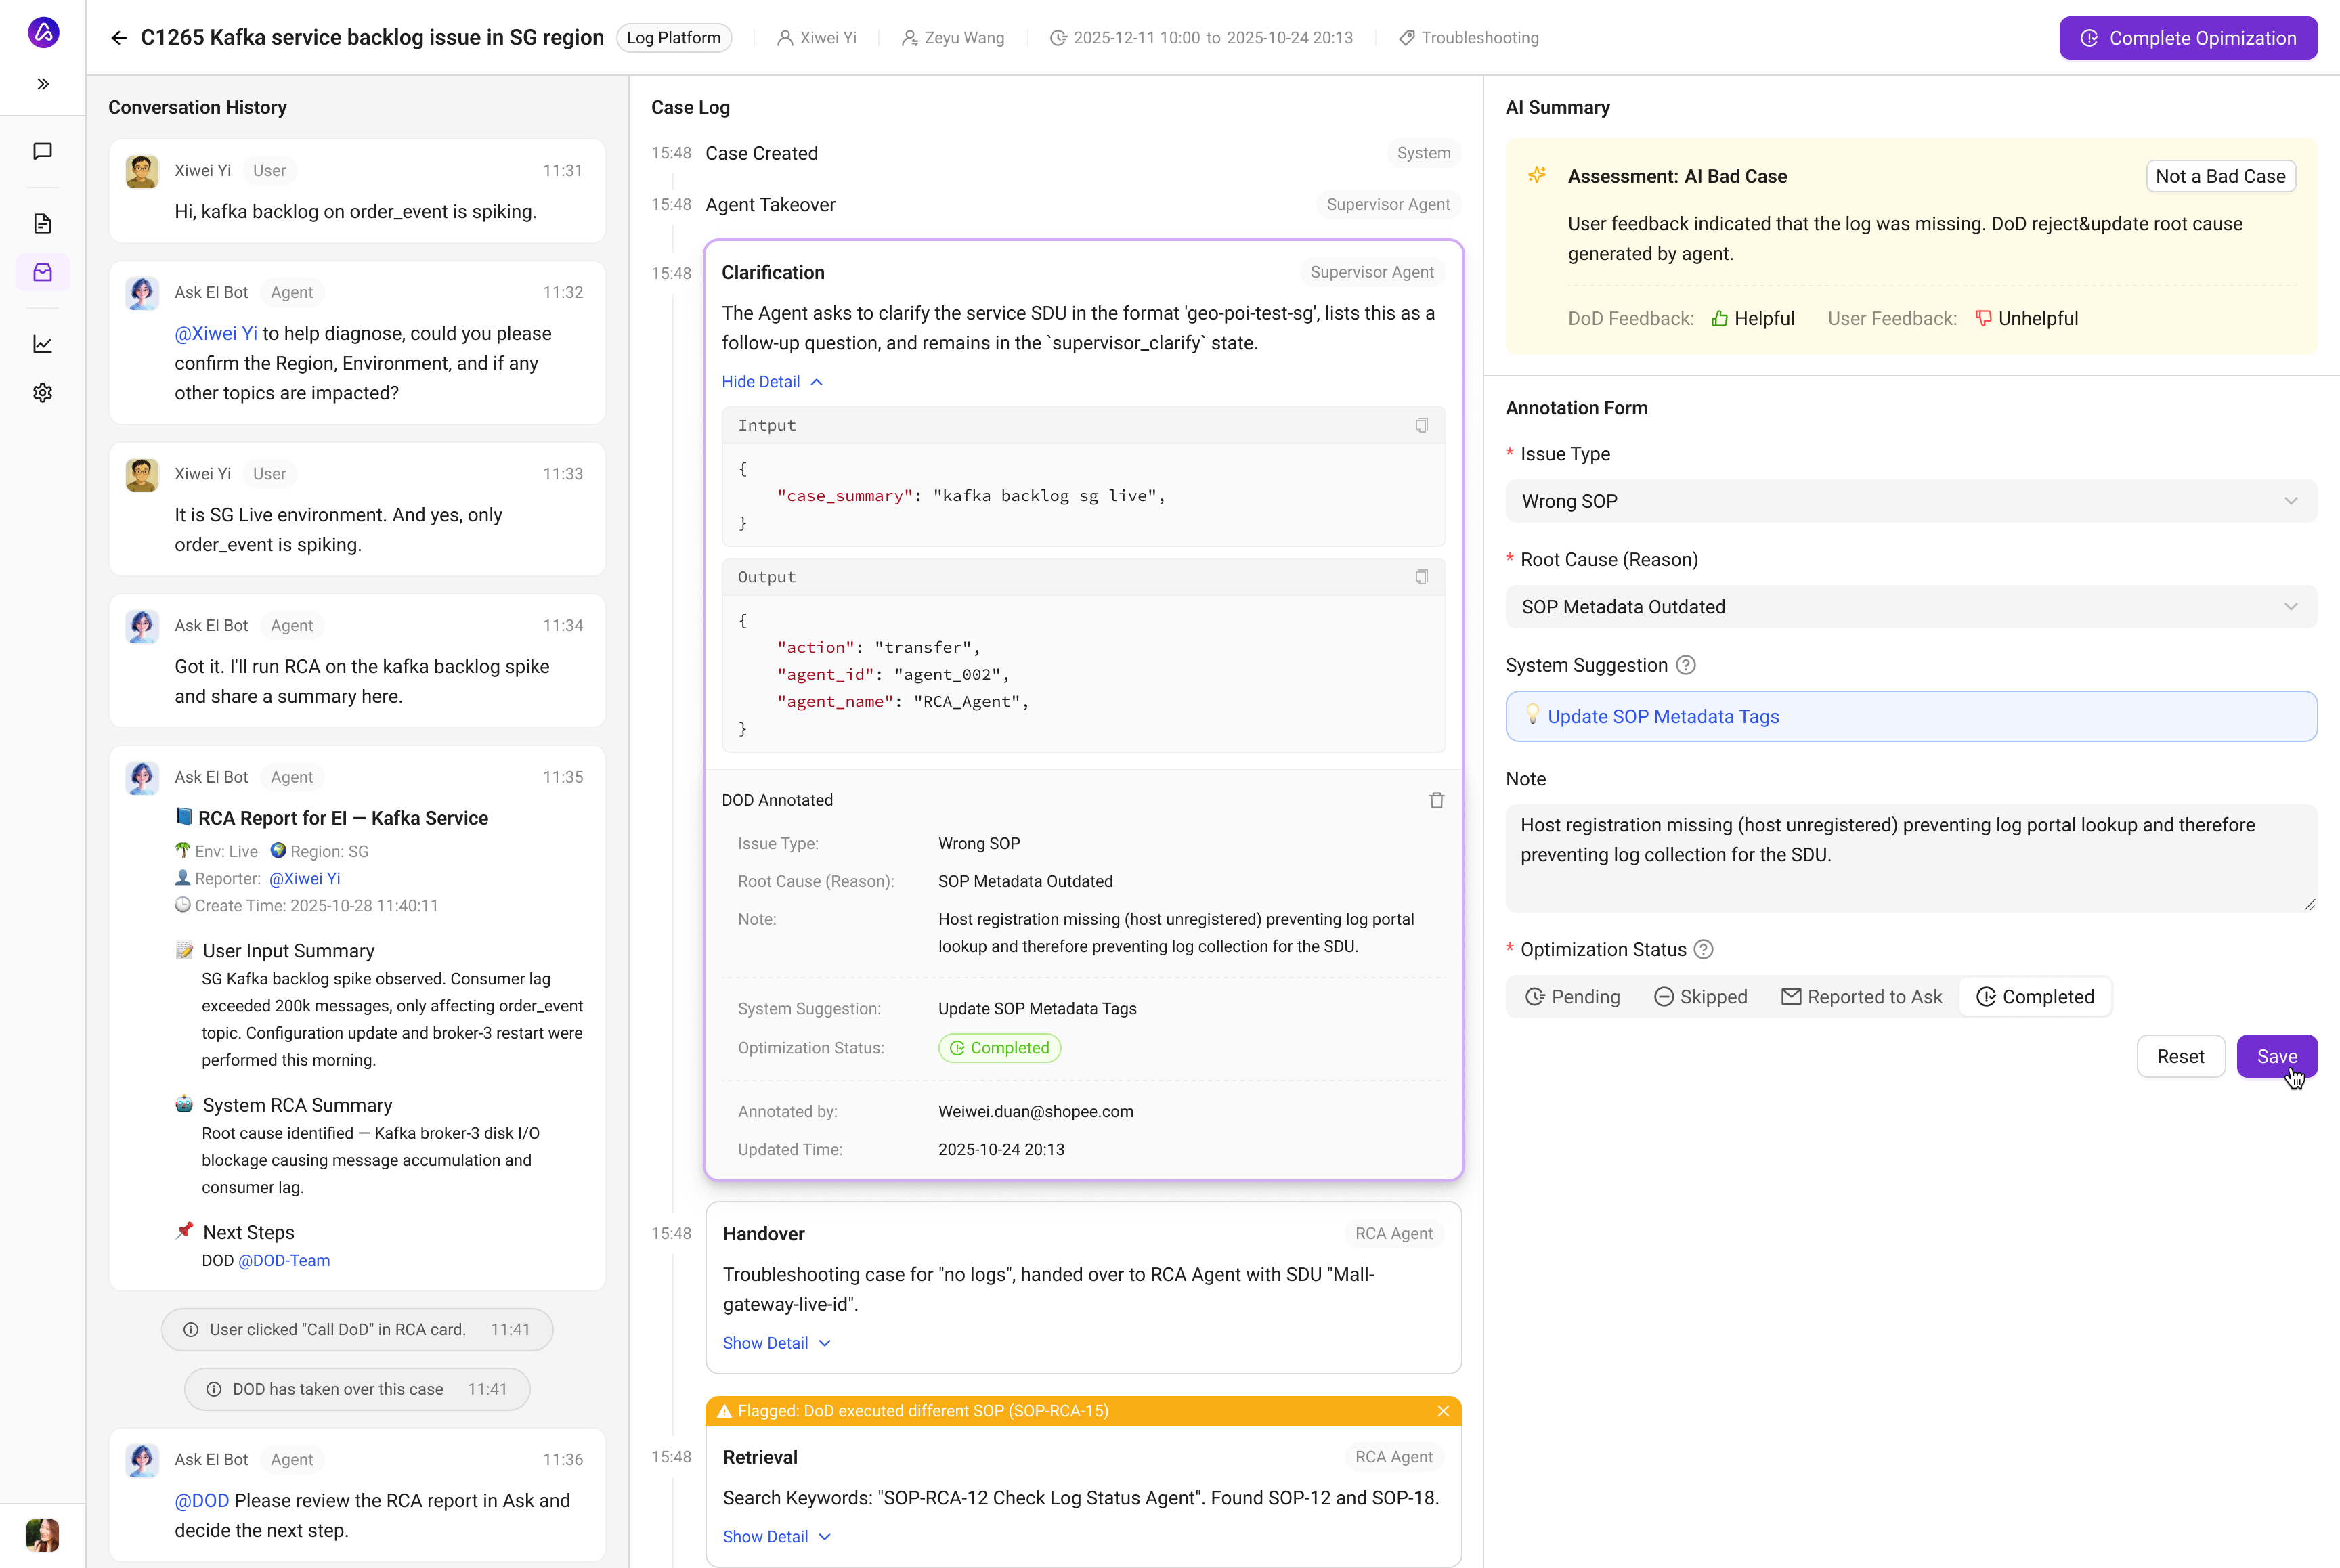 C1265 Kafka service backlog issue in SG region
Log Platform
Xiwei Yi
Zeyu Wang
2025-12-11 10:00 to 2025-10-24 20:13
Troubleshooting
Complete Opimization
Conversation History
Xiwei Yi User 11:31
Hi, kafka backlog on order_event is spiking.
Ask EI Bot Agent 11:32
@Xiwei Yi to help diagnose, could you please
confirm the Region, Environment, and if any
other topics are impacted?
Xiwei Yi User 11:33
It is SG Live environment. And yes, only
order_event is spiking.
Ask EI Bot Agent 11:34
Got it. I'll run RCA on the kafka backlog spike
and share a summary here.
Ask EI Bot Agent 11:35
RCA Report for EI — Kafka Service
Env: Live Region: SG
Reporter: @Xiwei Yi
Create Time: 2025-10-28 11:40:11
User Input Summary
SG Kafka backlog spike observed. Consumer lag
exceeded 200k messages, only affecting order_event
topic. Configuration update and broker-3 restart were
performed this morning.
System RCA Summary
Root cause identified — Kafka broker-3 disk I/O
blockage causing message accumulation and
consumer lag.
Next Steps
DOD @DOD-Team
User clicked "Call DoD" in RCA card. 11:41
DOD has taken over this case 11:41
Ask EI Bot Agent 11:36
@DOD Please review the RCA report in Ask and
decide the next step.
Case Log
15:48 Case Created System
15:48 Agent Takeover Supervisor Agent
15:48 Clarification Supervisor Agent
The Agent asks to clarify the service SDU in the format 'geo-poi-test-sg', lists this as a
follow-up question, and remains in the `supervisor_clarify` state.
Hide Detail
Intput
{
"case_summary": "kafka backlog sg live",
}
Output
{
"action": "transfer",
"agent_id": "agent_002",
"agent_name": "RCA_Agent",
}
DOD Annotated
Issue Type: Wrong SOP
Root Cause (Reason): SOP Metadata Outdated
Note: Host registration missing (host unregistered) preventing log portal
lookup and therefore preventing log collection for the SDU.
System Suggestion: Update SOP Metadata Tags
Optimization Status: Completed
Annotated by: Weiwei.duan@shopee.com
Updated Time: 2025-10-24 20:13
15:48 Handover RCA Agent
Troubleshooting case for "no logs", handed over to RCA Agent with SDU "Mall-
gateway-live-id".
Show Detail
Flagged: DoD executed different SOP (SOP-RCA-15)
15:48 Retrieval RCA Agent
Search Keywords: "SOP-RCA-12 Check Log Status Agent". Found SOP-12 and SOP-18.
Show Detail
AI Summary
Assessment: AI Bad Case
Not a Bad Case
User feedback indicated that the log was missing. DoD reject&update root cause
generated by agent.
DoD Feedback: Helpful User Feedback: Unhelpful
Annotation Form
* Issue Type
Wrong SOP
* Root Cause (Reason)
SOP Metadata Outdated
System Suggestion
Update SOP Metadata Tags
Note
Host registration missing (host unregistered) preventing log portal lookup and therefore
preventing log collection for the SDU.
* Optimization Status
Pending Skipped Reported to Ask Completed
Reset Save